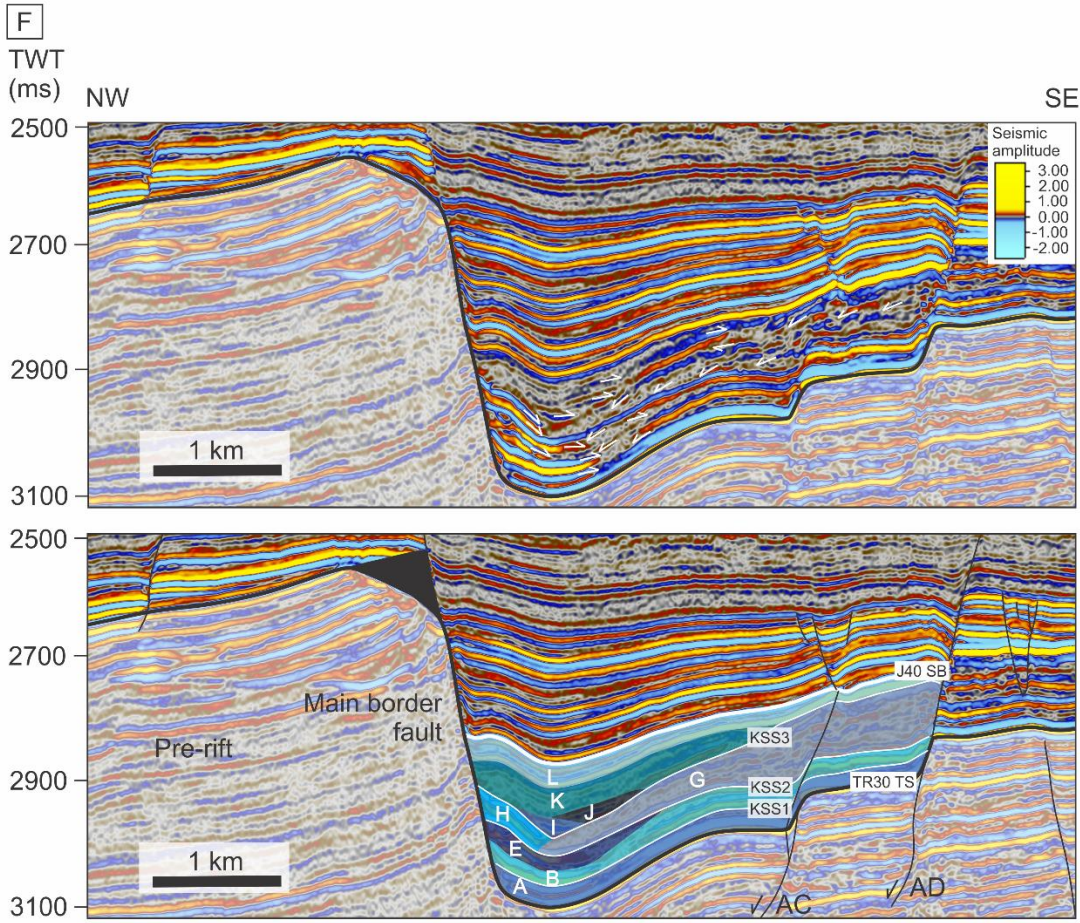 F
TWT
(ms)
NW
SE
2500
2700
2900
3100
Seismic
amplitude
3.00
2.00
1.00
0.00
-1.00
-2.00
1 km
2500
2700
2900
3100
Main border
fault
Pre-rift
J40 SB
KSS3
KSS2
KSS1
TR30 TS
L
K
J
G
H
I
E
B
A
1 km
AC
AD